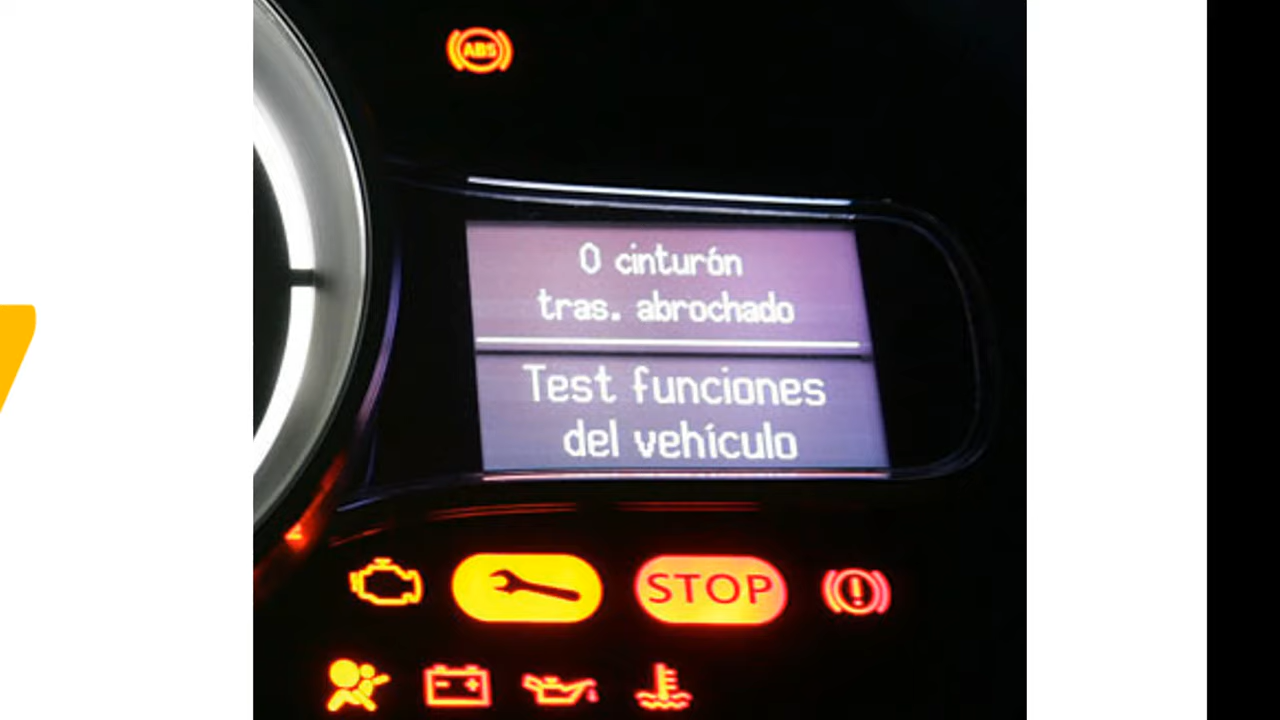 ABS
0 cinturón
tras. abrochado
Test funciones
del vehículo
STOP